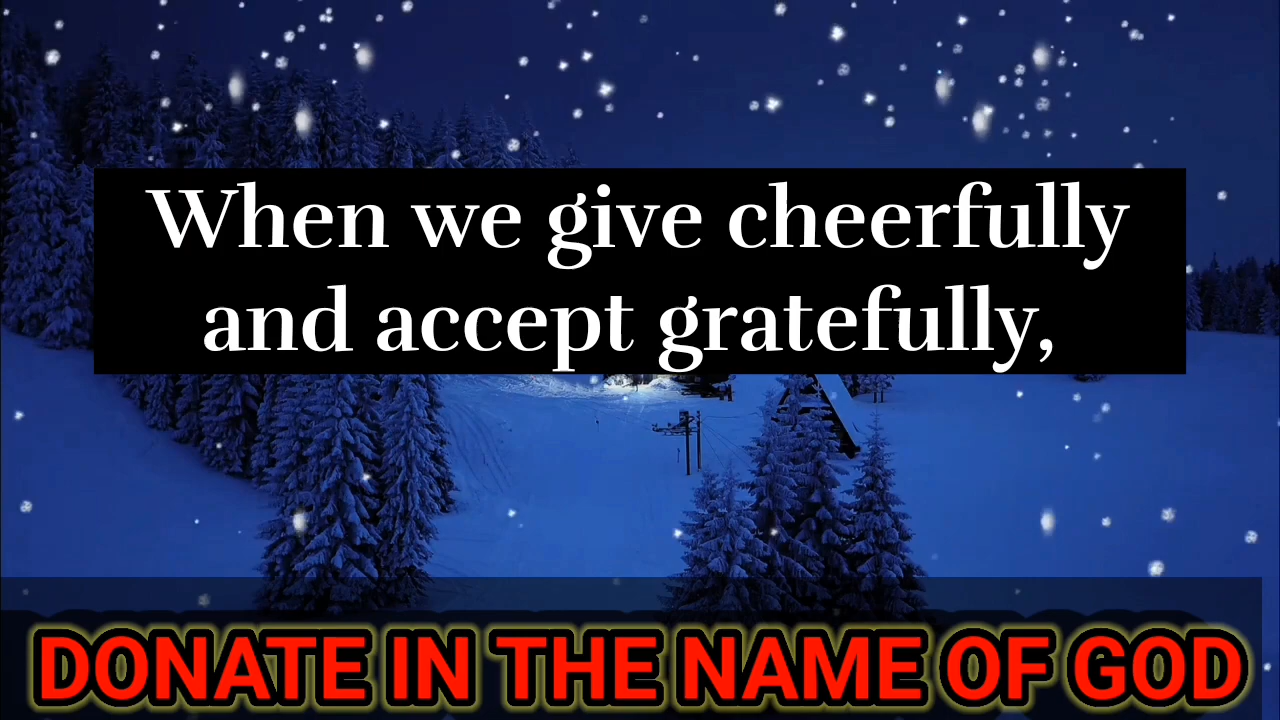 When we give cheerfully
and accept gratefully,
DONATE IN THE NAME OF GOD